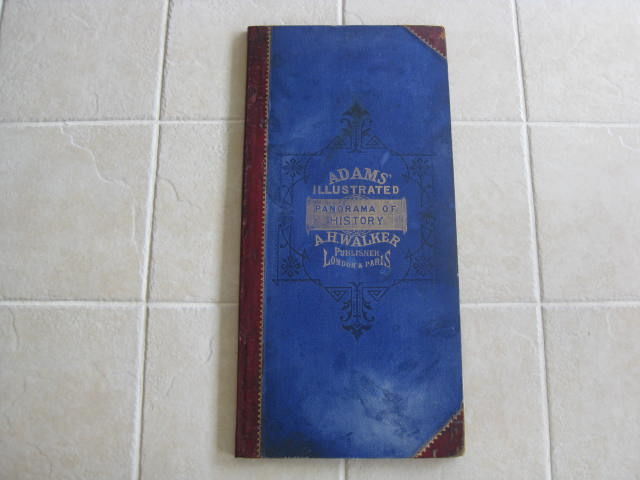 ADAMS'
ILLUSTRATED
PANORAMA OF
HISTORY
A.H. WALKER
PUBLISHER
LONDON & PARIS